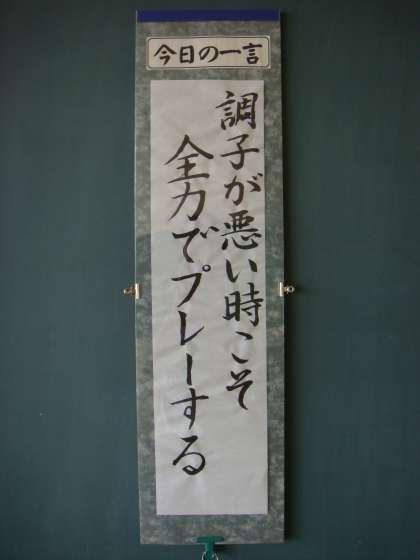 今日の一言
調子が悪い時こそ
全力でプレーする